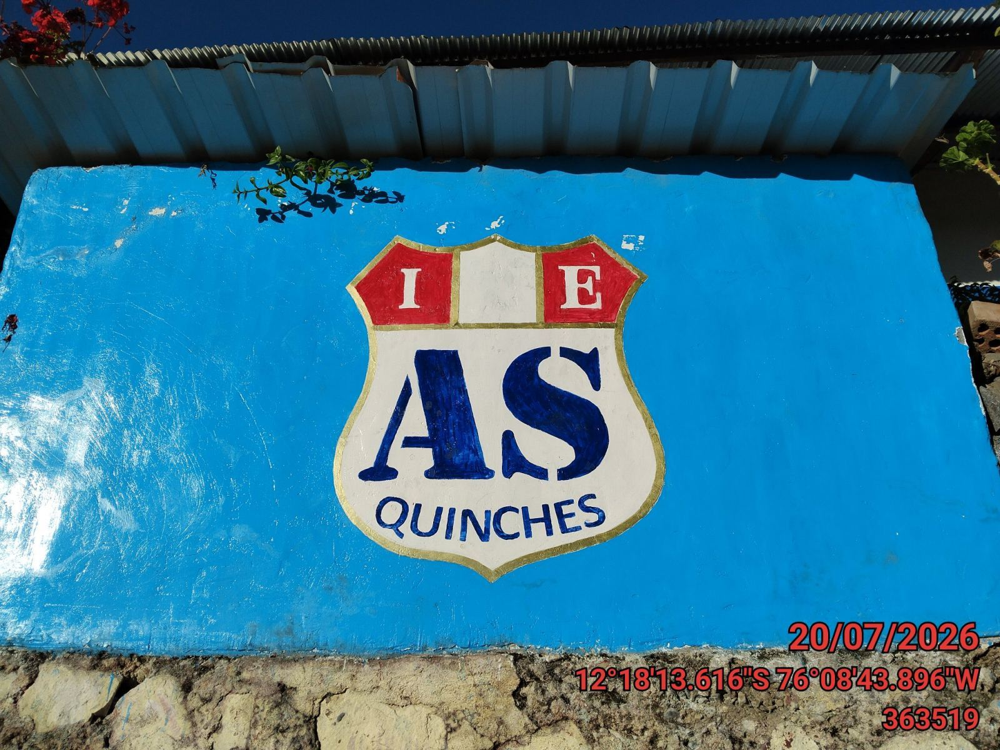 I E
AS
QUINCHES
20/07/2026
12°18'13.616"S 76°08'43.896"W
363519